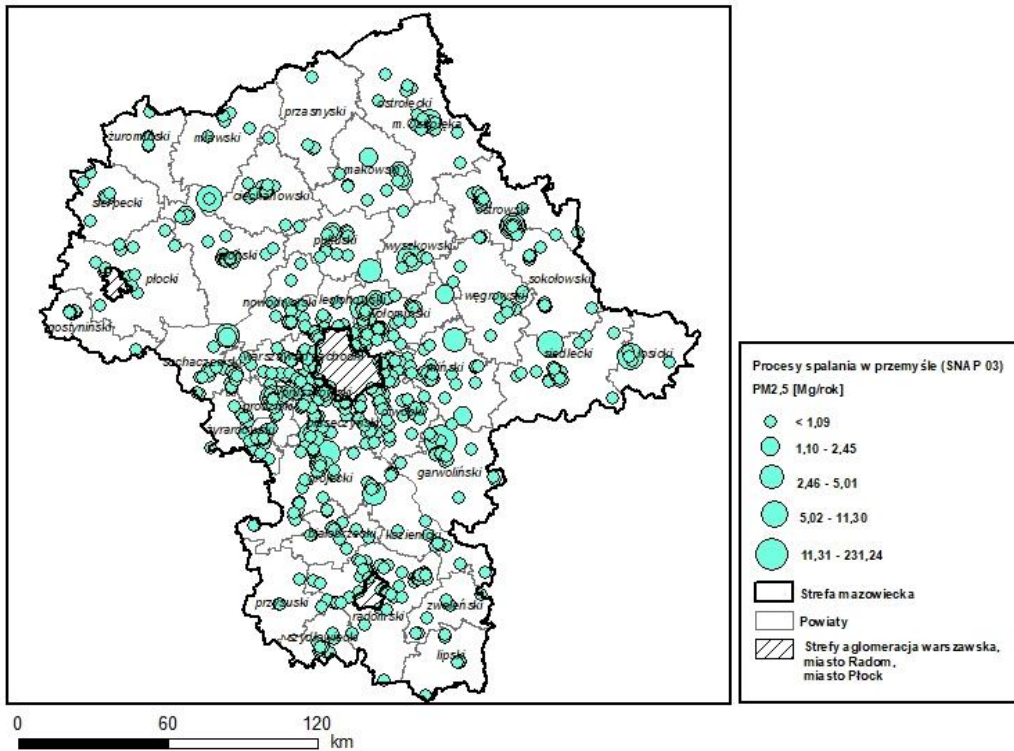 ostrołęcki
przasnyski
żuromiński
mławski
makowski
ciechanowski
sierpecki
ostrowski
pułtuski
wyszkowski
płoński
sokołowski
płocki
węgrowski
legionowski
nowodworski
wołomiński
gostyniński
sochaczewski
siedlecki
łosicki
miński
grodziski
otwocki
piaseczyński
żyrardowski
garwoliński
grójecki
białobrzeski
kozienicki
przysuski
zwoleński
radomski
szydłowiecki
lipski
Procesy spalania w przemyśle (SNAP 03)
PM2,5 [Mg/rok]
< 1,09
1,10 - 2,45
2,46 - 5,01
5,02 - 11,30
11,31 - 231,24
Strefa mazowiecka
Powiaty
Strefy aglomeracja warszawska,
miasto Radom,
miasto Płock
0 60 120
km